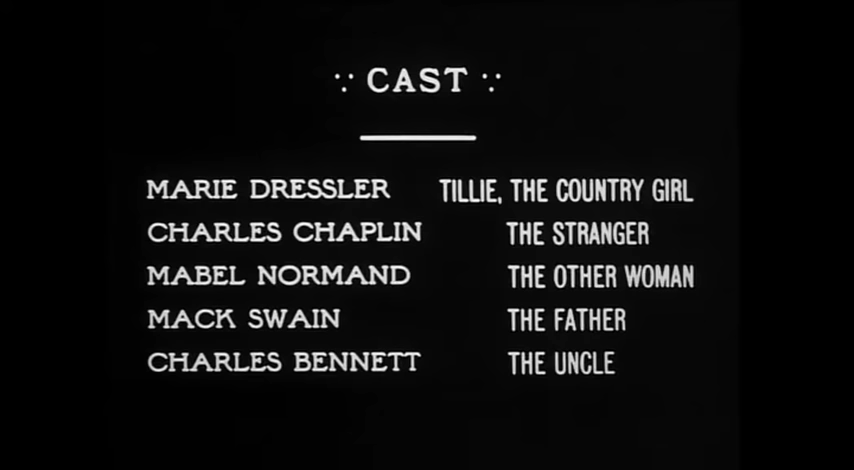 ∵ CAST ∵
MARIE DRESSLER TILLIE, THE COUNTRY GIRL
CHARLES CHAPLIN THE STRANGER
MABEL NORMAND THE OTHER WOMAN
MACK SWAIN THE FATHER
CHARLES BENNETT THE UNCLE